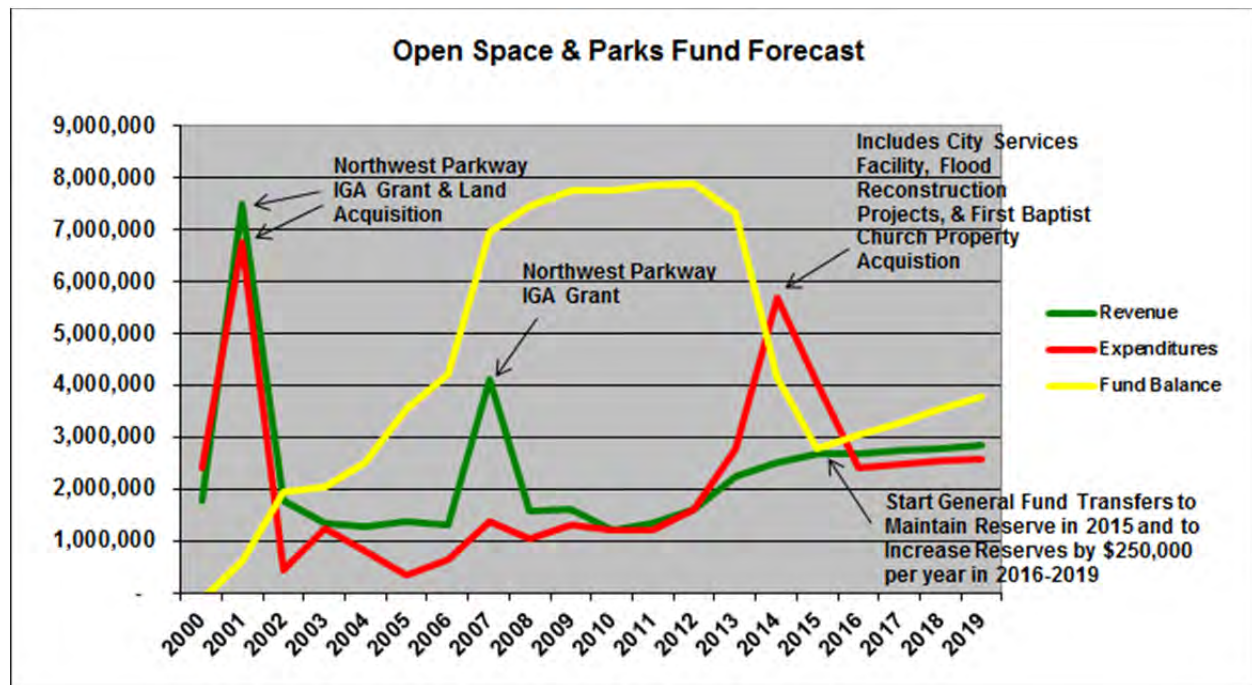 Open Space & Parks Fund Forecast
9,000,000
8,000,000
7,000,000
6,000,000
5,000,000
4,000,000
3,000,000
2,000,000
1,000,000
-
Northwest Parkway
IGA Grant & Land
Acquisition
Northwest Parkway
IGA Grant
Includes City Services
Facility, Flood
Reconstruction
Projects, & First Baptist
Church Property
Acquistion
Start General Fund Transfers to
Maintain Reserve in 2015 and to
Increase Reserves by $250,000
per year in 2016-2019
Revenue
Expenditures
Fund Balance
2000
2001
2002
2003
2004
2005
2006
2007
2008
2009
2010
2011
2012
2013
2014
2015
2016
2017
2018
2019